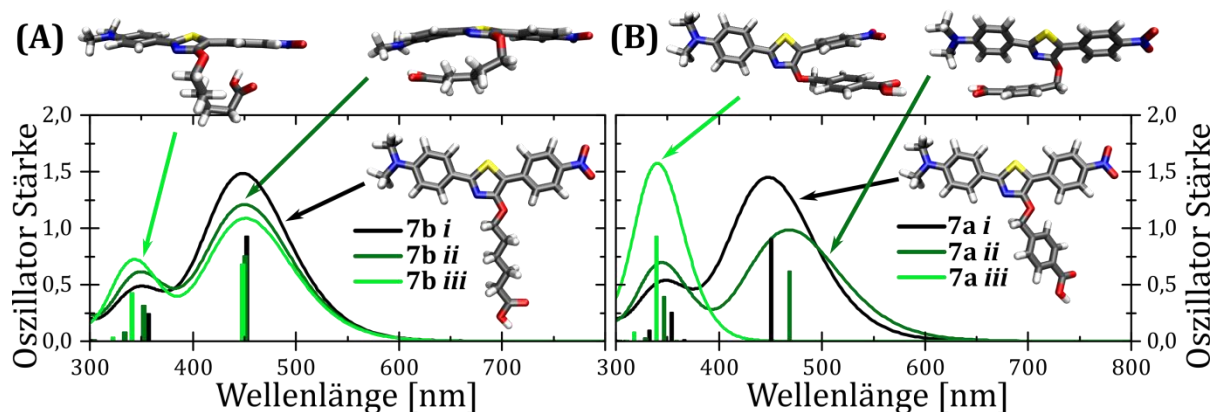 (A)
Oszillator Stärke
2,0
1,5
1,0
0,5
0,0
7b i
7b ii
7b iii
300 400 500 600 700
Wellenlänge [nm]
(B)
7a i
7a ii
7a iii
300 400 500 600 700 800
Wellenlänge [nm]
2,0
1,5
1,0
0,5
0,0
Oszillator Stärke